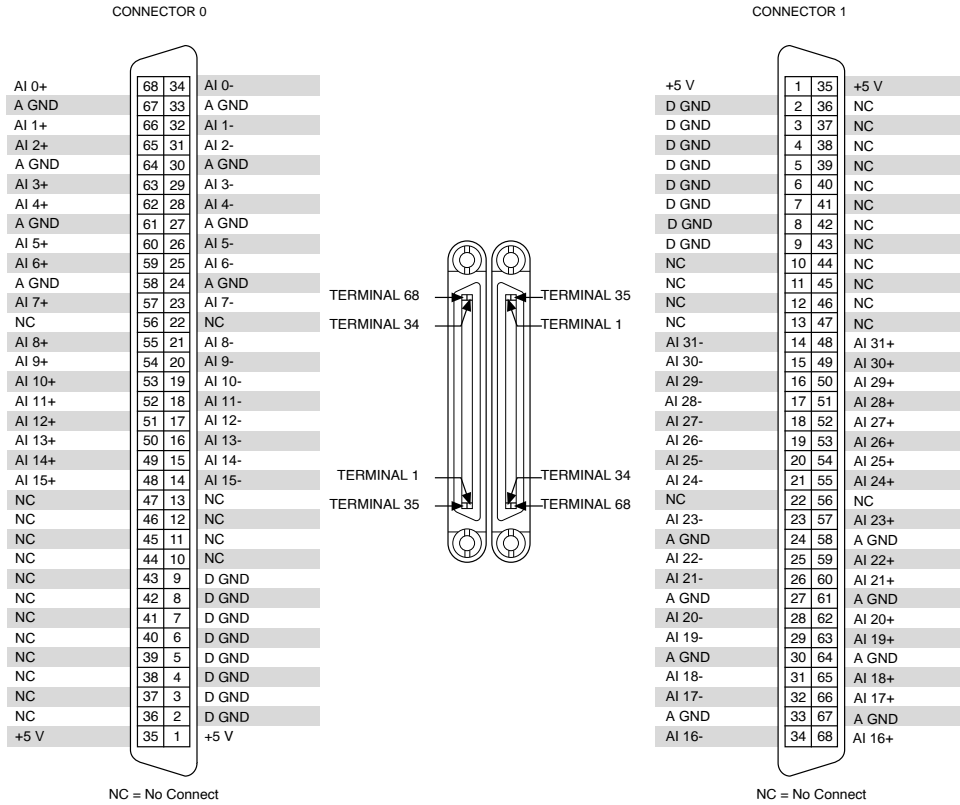 CONNECTOR 0
AI 0+ 68 34 AI 0-
A GND 67 33 A GND
AI 1+ 66 32 AI 1-
AI 2+ 65 31 AI 2-
A GND 64 30 A GND
AI 3+ 63 29 AI 3-
AI 4+ 62 28 AI 4-
A GND 61 27 A GND
AI 5+ 60 26 AI 5-
AI 6+ 59 25 AI 6-
A GND 58 24 A GND
AI 7+ 57 23 AI 7-
NC 56 22 NC
AI 8+ 55 21 AI 8-
AI 9+ 54 20 AI 9-
AI 10+ 53 19 AI 10-
AI 11+ 52 18 AI 11-
AI 12+ 51 17 AI 12-
AI 13+ 50 16 AI 13-
AI 14+ 49 15 AI 14-
AI 15+ 48 14 AI 15-
NC 47 13 NC
NC 46 12 NC
NC 45 11 NC
NC 44 10 NC
NC 43 9 D GND
NC 42 8 D GND
NC 41 7 D GND
NC 40 6 D GND
NC 39 5 D GND
NC 38 4 D GND
NC 37 3 D GND
NC 36 2 D GND
+5 V 35 1 +5 V
NC = No Connect
TERMINAL 68 TERMINAL 35
TERMINAL 34 TERMINAL 1
TERMINAL 1 TERMINAL 34
TERMINAL 35 TERMINAL 68
CONNECTOR 1
+5 V 1 35 +5 V
D GND 2 36 NC
D GND 3 37 NC
D GND 4 38 NC
D GND 5 39 NC
D GND 6 40 NC
D GND 7 41 NC
D GND 8 42 NC
D GND 9 43 NC
NC 10 44 NC
NC 11 45 NC
NC 12 46 NC
NC 13 47 NC
AI 31- 14 48 AI 31+
AI 30- 15 49 AI 30+
AI 29- 16 50 AI 29+
AI 28- 17 51 AI 28+
AI 27- 18 52 AI 27+
AI 26- 19 53 AI 26+
AI 25- 20 54 AI 25+
AI 24- 21 55 AI 24+
NC 22 56 NC
AI 23- 23 57 AI 23+
A GND 24 58 A GND
AI 22- 25 59 AI 22+
AI 21- 26 60 AI 21+
A GND 27 61 A GND
AI 20- 28 62 AI 20+
AI 19- 29 63 AI 19+
A GND 30 64 A GND
AI 18- 31 65 AI 18+
AI 17- 32 66 AI 17+
A GND 33 67 A GND
AI 16- 34 68 AI 16+
NC = No Connect